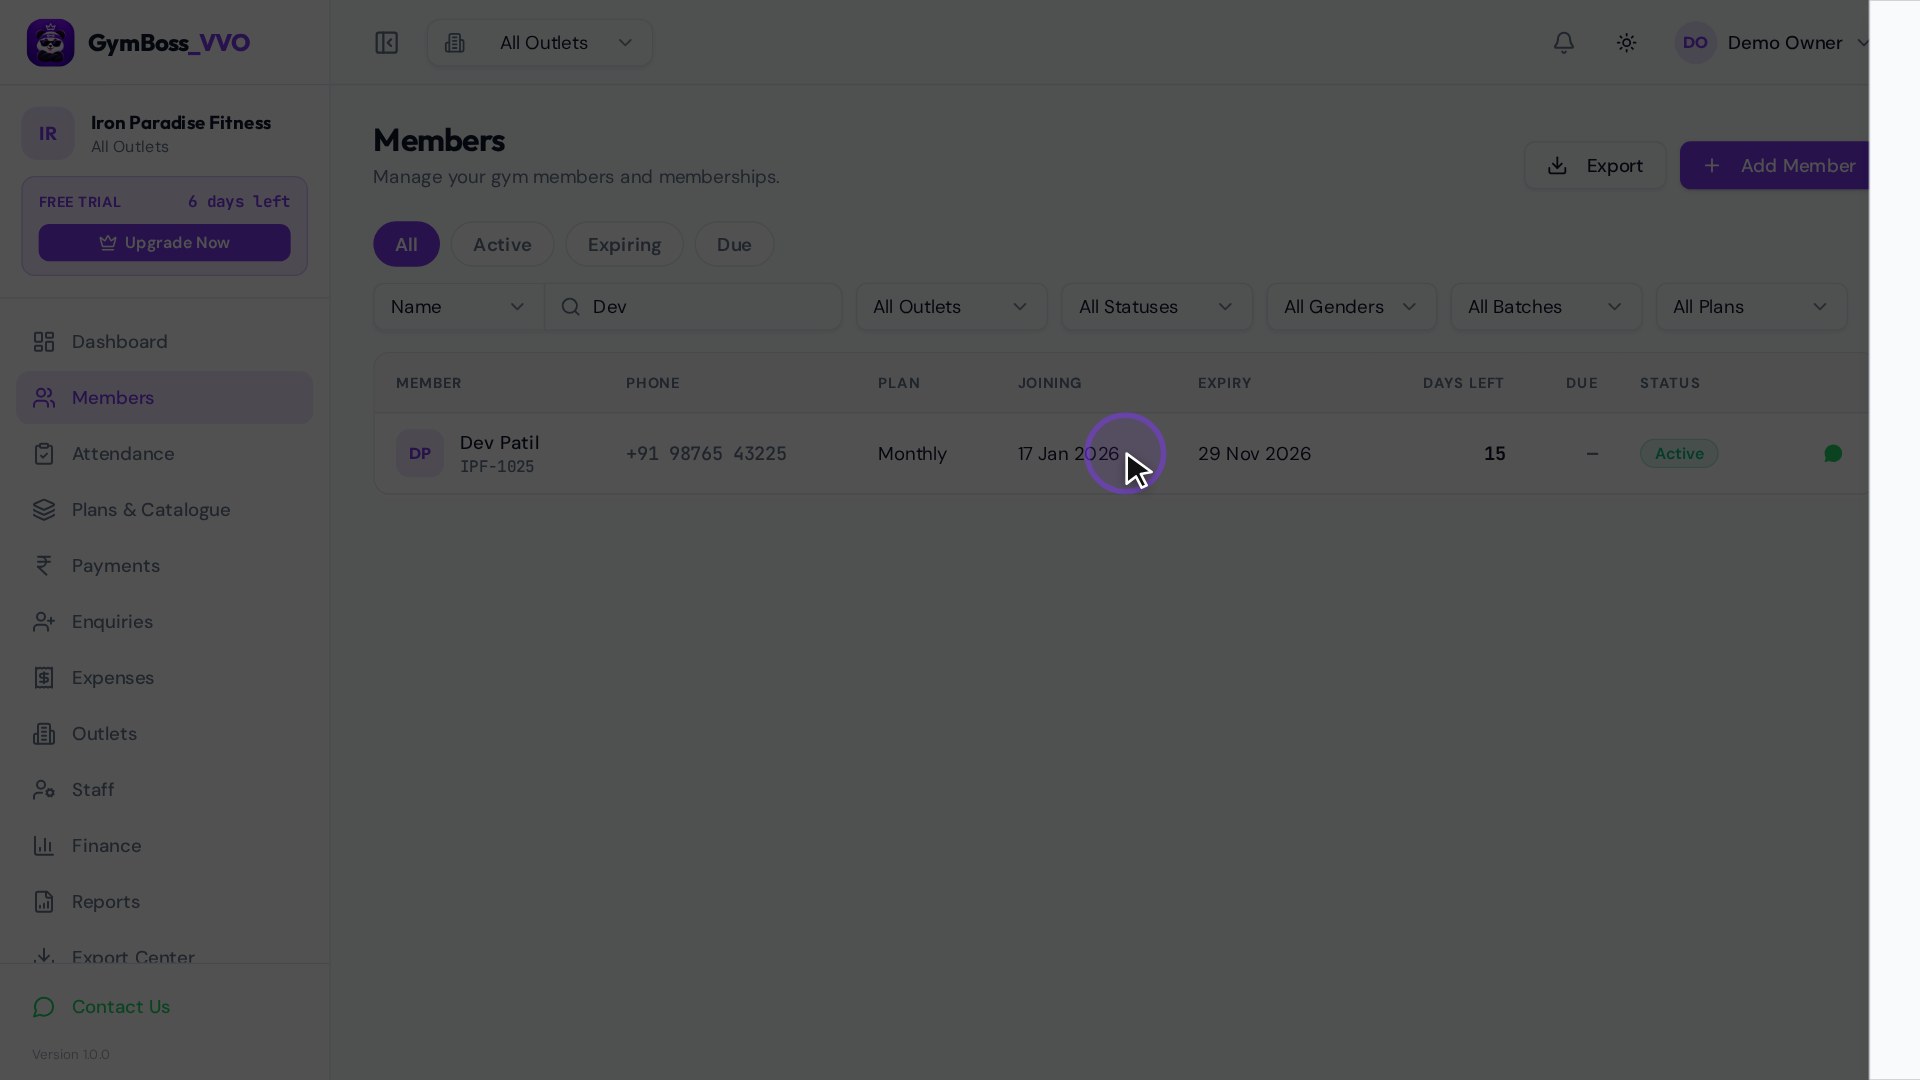 GymBoss_VVO
All Outlets
DO Demo Owner
IR Iron Paradise Fitness
All Outlets
FREE TRIAL 6 days left
Upgrade Now
Dashboard
Members
Attendance
Plans & Catalogue
Payments
Enquiries
Expenses
Outlets
Staff
Finance
Reports
Export Center
Contact Us
Version 1.0.0
Members
Manage your gym members and memberships.
Export
Add Member
All Active Expiring Due
Name Dev All Outlets All Statuses All Genders All Batches All Plans
MEMBER PHONE PLAN JOINING EXPIRY DAYS LEFT DUE STATUS
DP Dev Patil +91 98765 43225 Monthly 17 Jan 2026 29 Nov 2026 15 – Active
IPF-1025